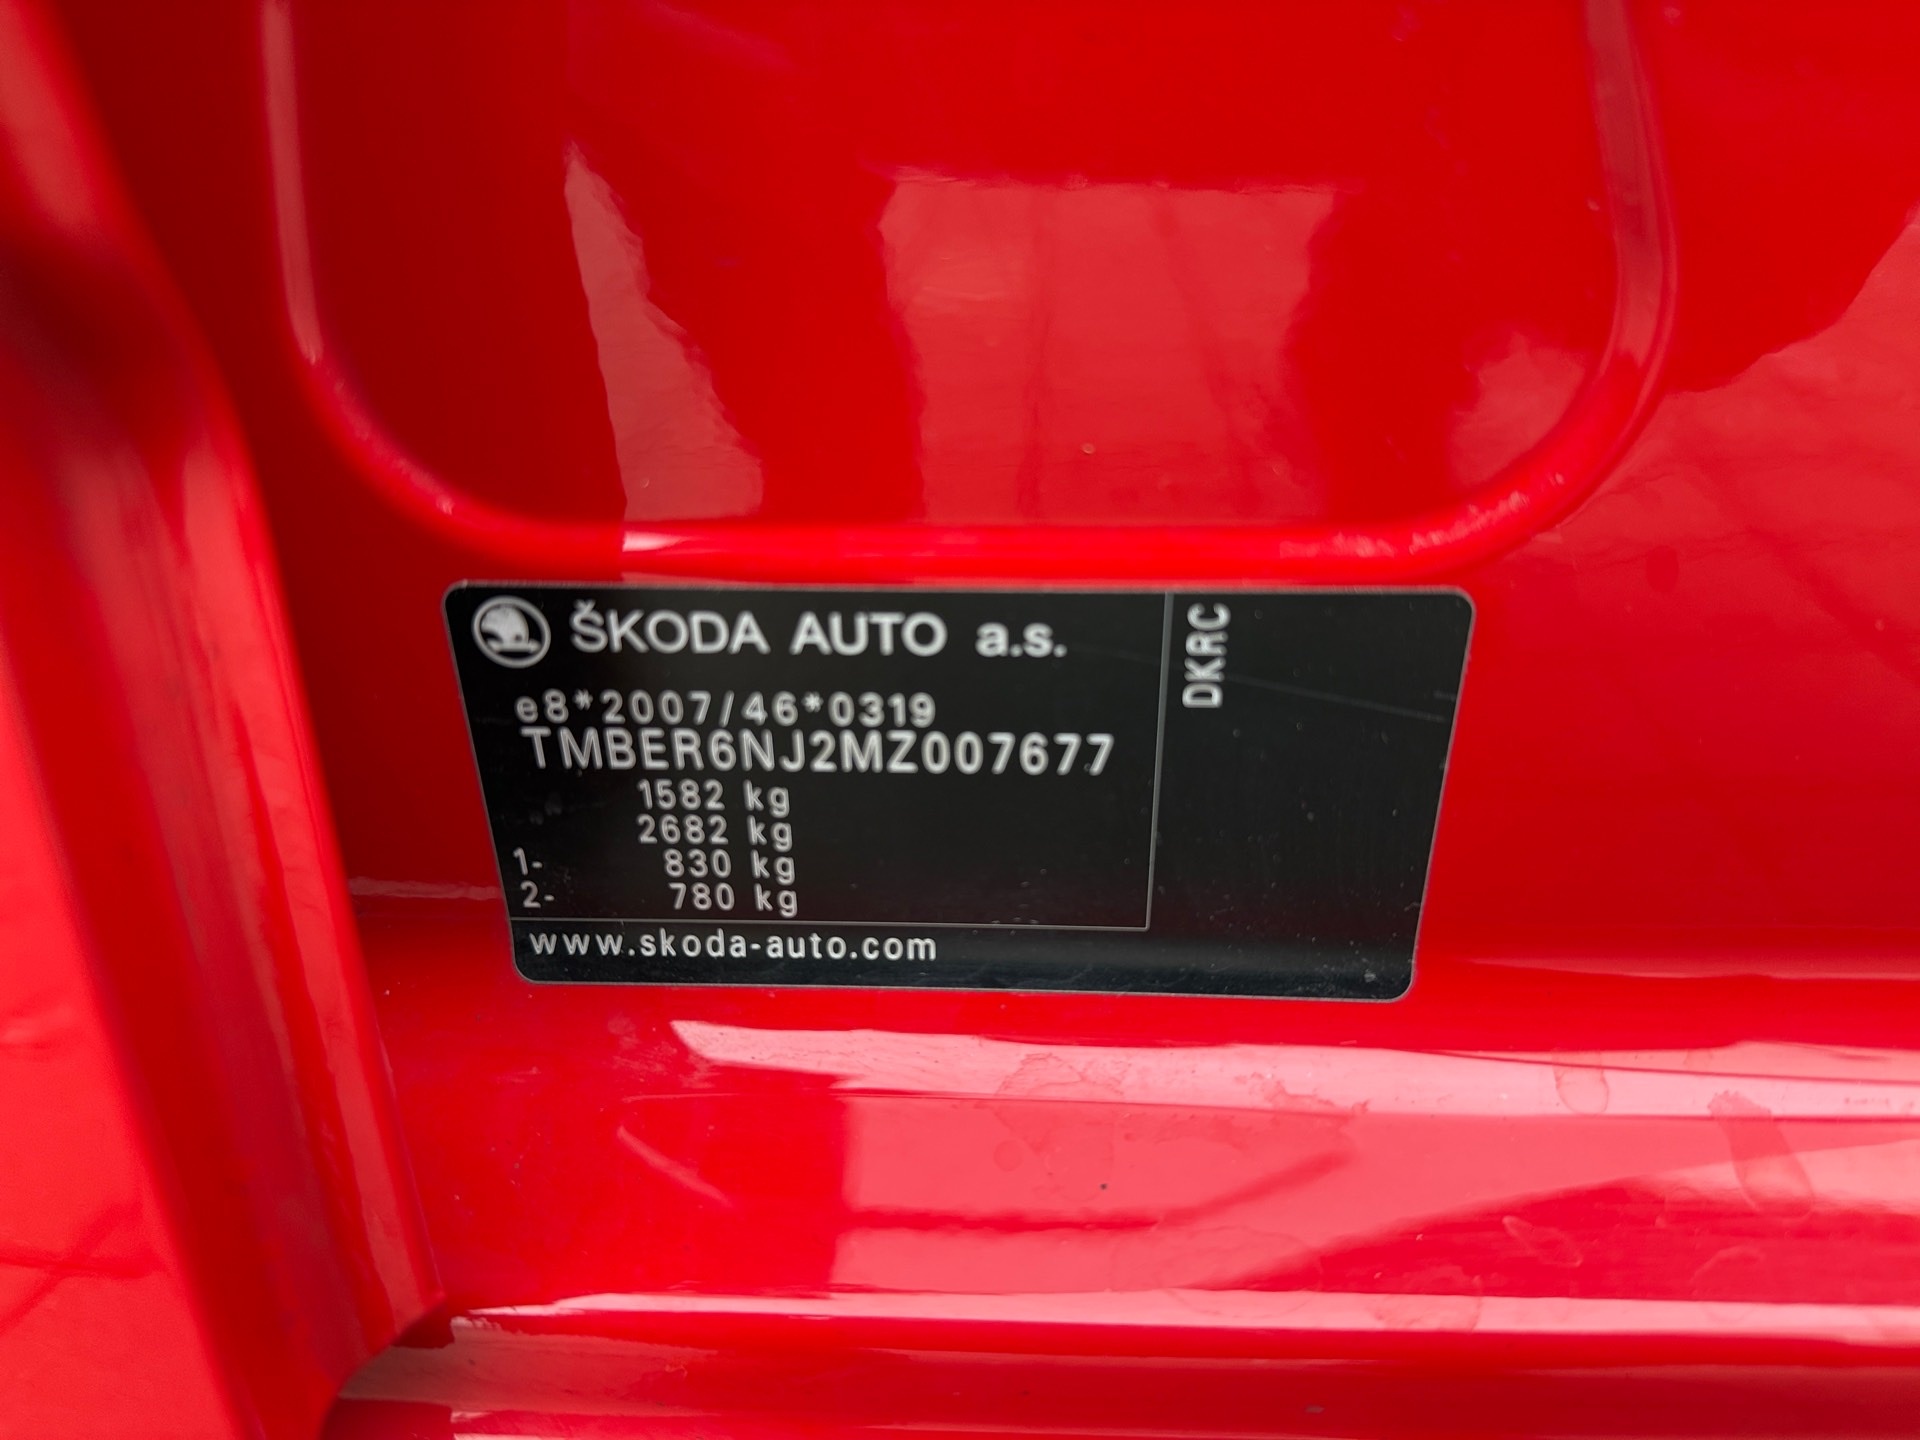 ŠKODA AUTO a.s.
e8*2007/46*0319
TMBER6NJ2MZ007677
1582 kg
2682 kg
1- 830 kg
2- 780 kg
www.skoda-auto.com
DKRC